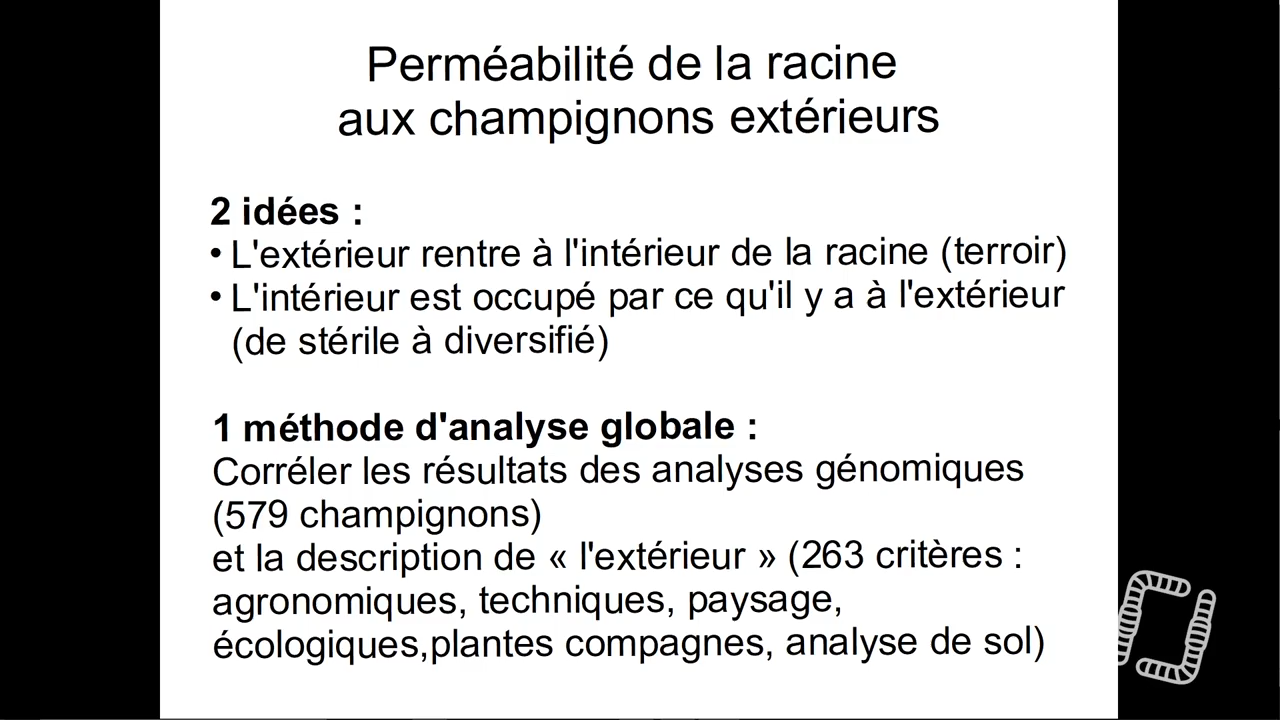 Perméabilité de la racine
aux champignons extérieurs
2 idées :
• L'extérieur rentre à l'intérieur de la racine (terroir)
• L'intérieur est occupé par ce qu'il y a à l'extérieur
(de stérile à diversifié)
1 méthode d'analyse globale :
Corréler les résultats des analyses génomiques
(579 champignons)
et la description de « l'extérieur » (263 critères :
agronomiques, techniques, paysage,
écologiques,plantes compagnes, analyse de sol)